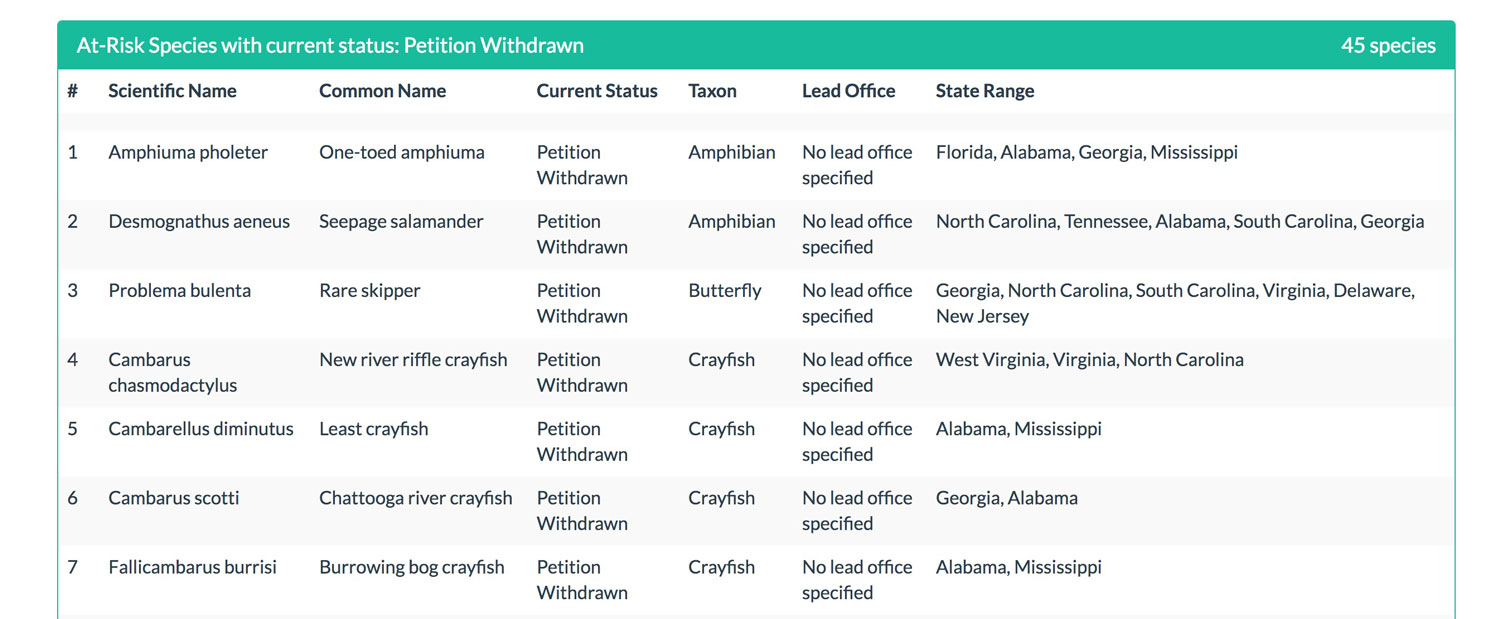 At-Risk Species with current status: Petition Withdrawn 45 species
# Scientific Name Common Name Current Status Taxon Lead Office State Range
1 Amphiuma pholeter One-toed amphiuma Petition Amphibian No lead office Florida, Alabama, Georgia, Mississippi
Withdrawn specified
2 Desmognathus aeneus Seepage salamander Petition Amphibian No lead office North Carolina, Tennessee, Alabama, South Carolina, Georgia
Withdrawn specified
3 Problema bulenta Rare skipper Petition Butterfly No lead office Georgia, North Carolina, South Carolina, Virginia, Delaware,
Withdrawn specified New Jersey
4 Cambarus New river riffle crayfish Petition Crayfish No lead office West Virginia, Virginia, North Carolina
chasmodactylus Withdrawn specified
5 Cambarellus diminutus Least crayfish Petition Crayfish No lead office Alabama, Mississippi
Withdrawn specified
6 Cambarus scotti Chattooga river crayfish Petition Crayfish No lead office Georgia, Alabama
Withdrawn specified
7 Fallicambarus burrisi Burrowing bog crayfish Petition Crayfish No lead office Alabama, Mississippi
Withdrawn specified